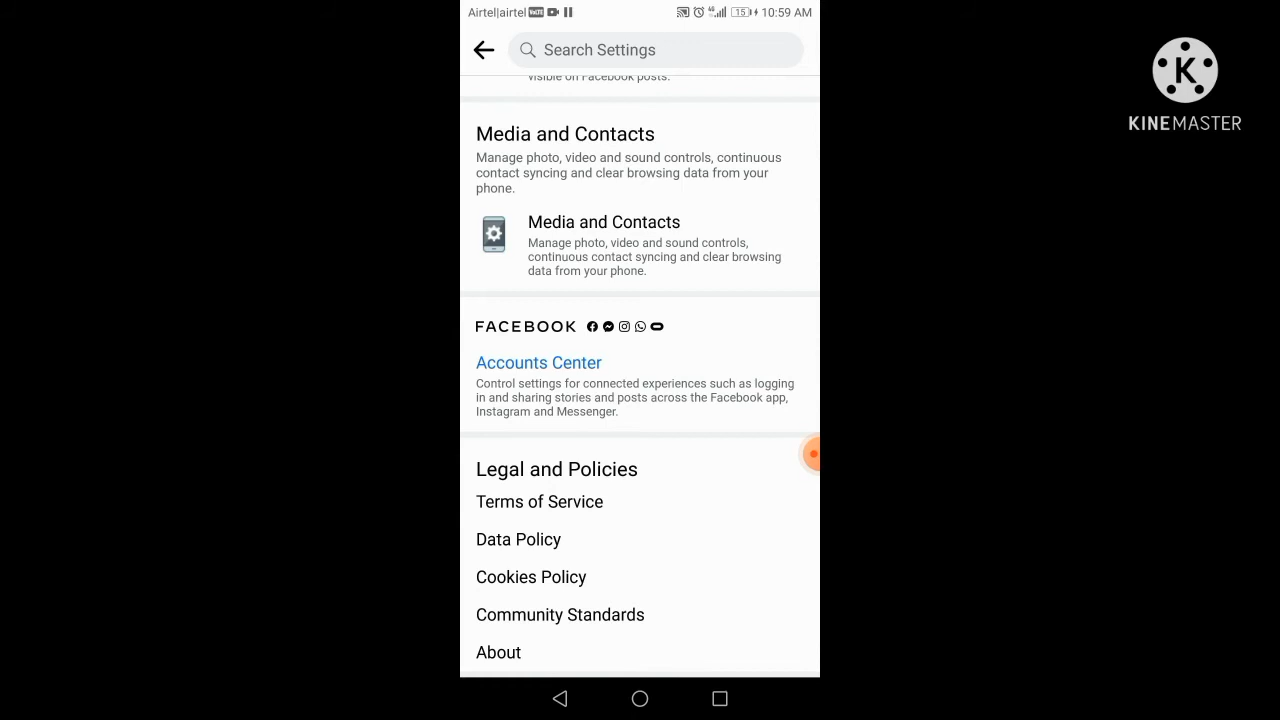 Airtel|airtel VoLTE
4G 15 10:59 AM
Search Settings
visible on Facebook posts.
Media and Contacts
Manage photo, video and sound controls, continuous
contact syncing and clear browsing data from your
phone.
Media and Contacts
Manage photo, video and sound controls,
continuous contact syncing and clear browsing
data from your phone.
FACEBOOK
Accounts Center
Control settings for connected experiences such as logging
in and sharing stories and posts across the Facebook app,
Instagram and Messenger.
Legal and Policies
Terms of Service
Data Policy
Cookies Policy
Community Standards
About
K
KINEMASTER